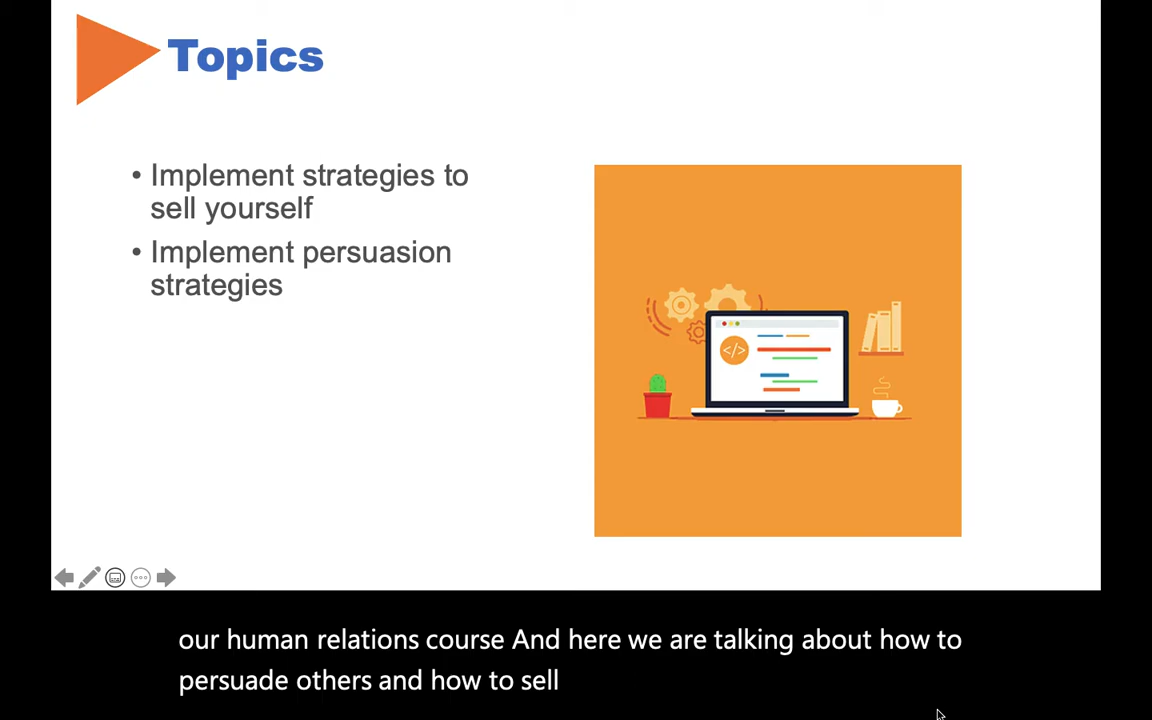 Topics
• Implement strategies to
sell yourself
• Implement persuasion
strategies
</>
our human relations course And here we are talking about how to
persuade others and how to sell